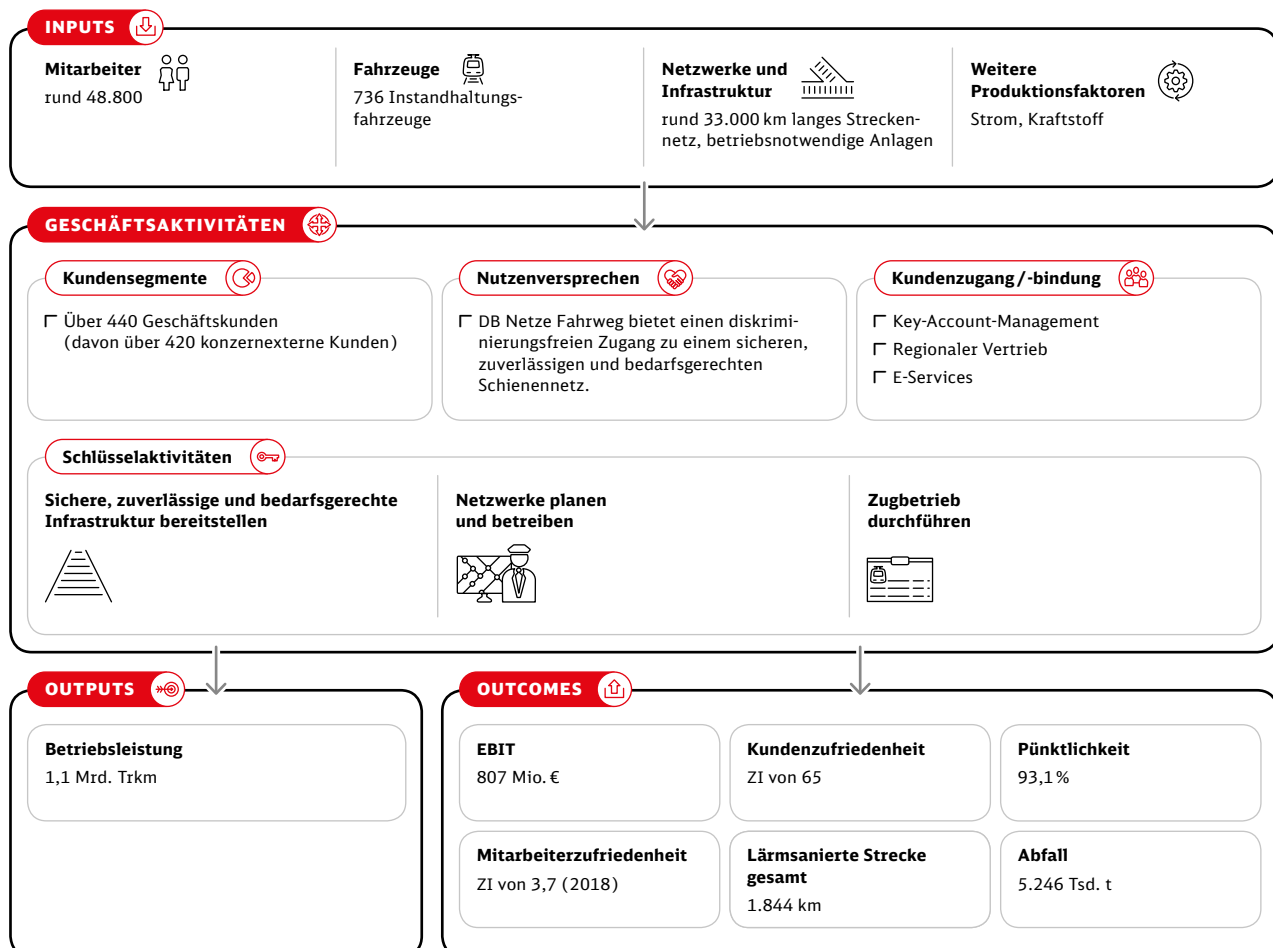 INPUTS
Mitarbeiter
rund 48.800
Fahrzeuge
736 Instandhaltungs-
fahrzeuge
Netzwerke und
Infrastruktur
rund 33.000 km langes Strecken-
netz, betriebsnotwendige Anlagen
Weitere
Produktionsfaktoren
Strom, Kraftstoff
GESCHÄFTSAKTIVITÄTEN
Kundensegmente
Über 440 Geschäftskunden
(davon über 420 konzernexterne Kunden)
Nutzenversprechen
DB Netze Fahrweg bietet einen diskrimi-
nierungsfreien Zugang zu einem sicheren,
zuverlässigen und bedarfsgerechten
Schienennetz.
Kundenzugang/-bindung
Key-Account-Management
Regionaler Vertrieb
E-Services
Schlüsselaktivitäten
Sichere, zuverlässige und bedarfsgerechte
Infrastruktur bereitstellen
Netzwerke planen
und betreiben
Zugbetrieb
durchführen
OUTPUTS
Betriebsleistung
1,1 Mrd. Trkm
OUTCOMES
EBIT
807 Mio. €
Kundenzufriedenheit
ZI von 65
Pünktlichkeit
93,1 %
Mitarbeiterzufriedenheit
ZI von 3,7 (2018)
Lärmsanierte Strecke
gesamt
1.844 km
Abfall
5.246 Tsd. t